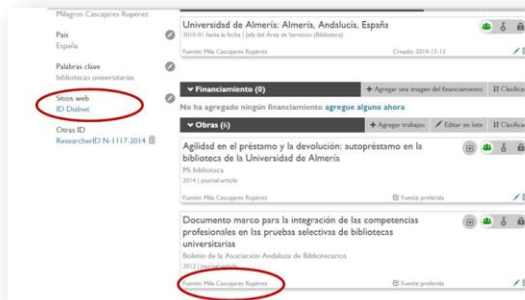 Milagros Cascajares Rupérez
País
España
Palabras clave
bibliotecas universitarias
Sitios web
ID Dialnet
Otras ID
ResearcherID N-1117-2014
Universidad de Almería: Almería, Andalucía, España
2010-01 hasta la fecha | Jefa del Área de Servicios (Biblioteca)
Fuente: Mila Cascajares Rupérez Creado: 2014-12-12
Financiamiento (0) Agregar una imagen del financiamiento
No ha agregado ningún financiamiento agregue alguno ahora
Obras (6) Agregar trabajos Editar en lote
Agilidad en el préstamo y la devolución: autopréstamo en la
biblioteca de la Universidad de Almería
Mi biblioteca
2014 | journal-article
Fuente: Mila Cascajares Rupérez Fuente preferida
Documento marco para la integración de las competencias
profesionales en las pruebas selectivas de bibliotecas
universitarias
Boletín de la Asociación Andaluza de Bibliotecarios
2012 | journal-article
Fuente: Mila Cascajares Rupérez Fuente preferida